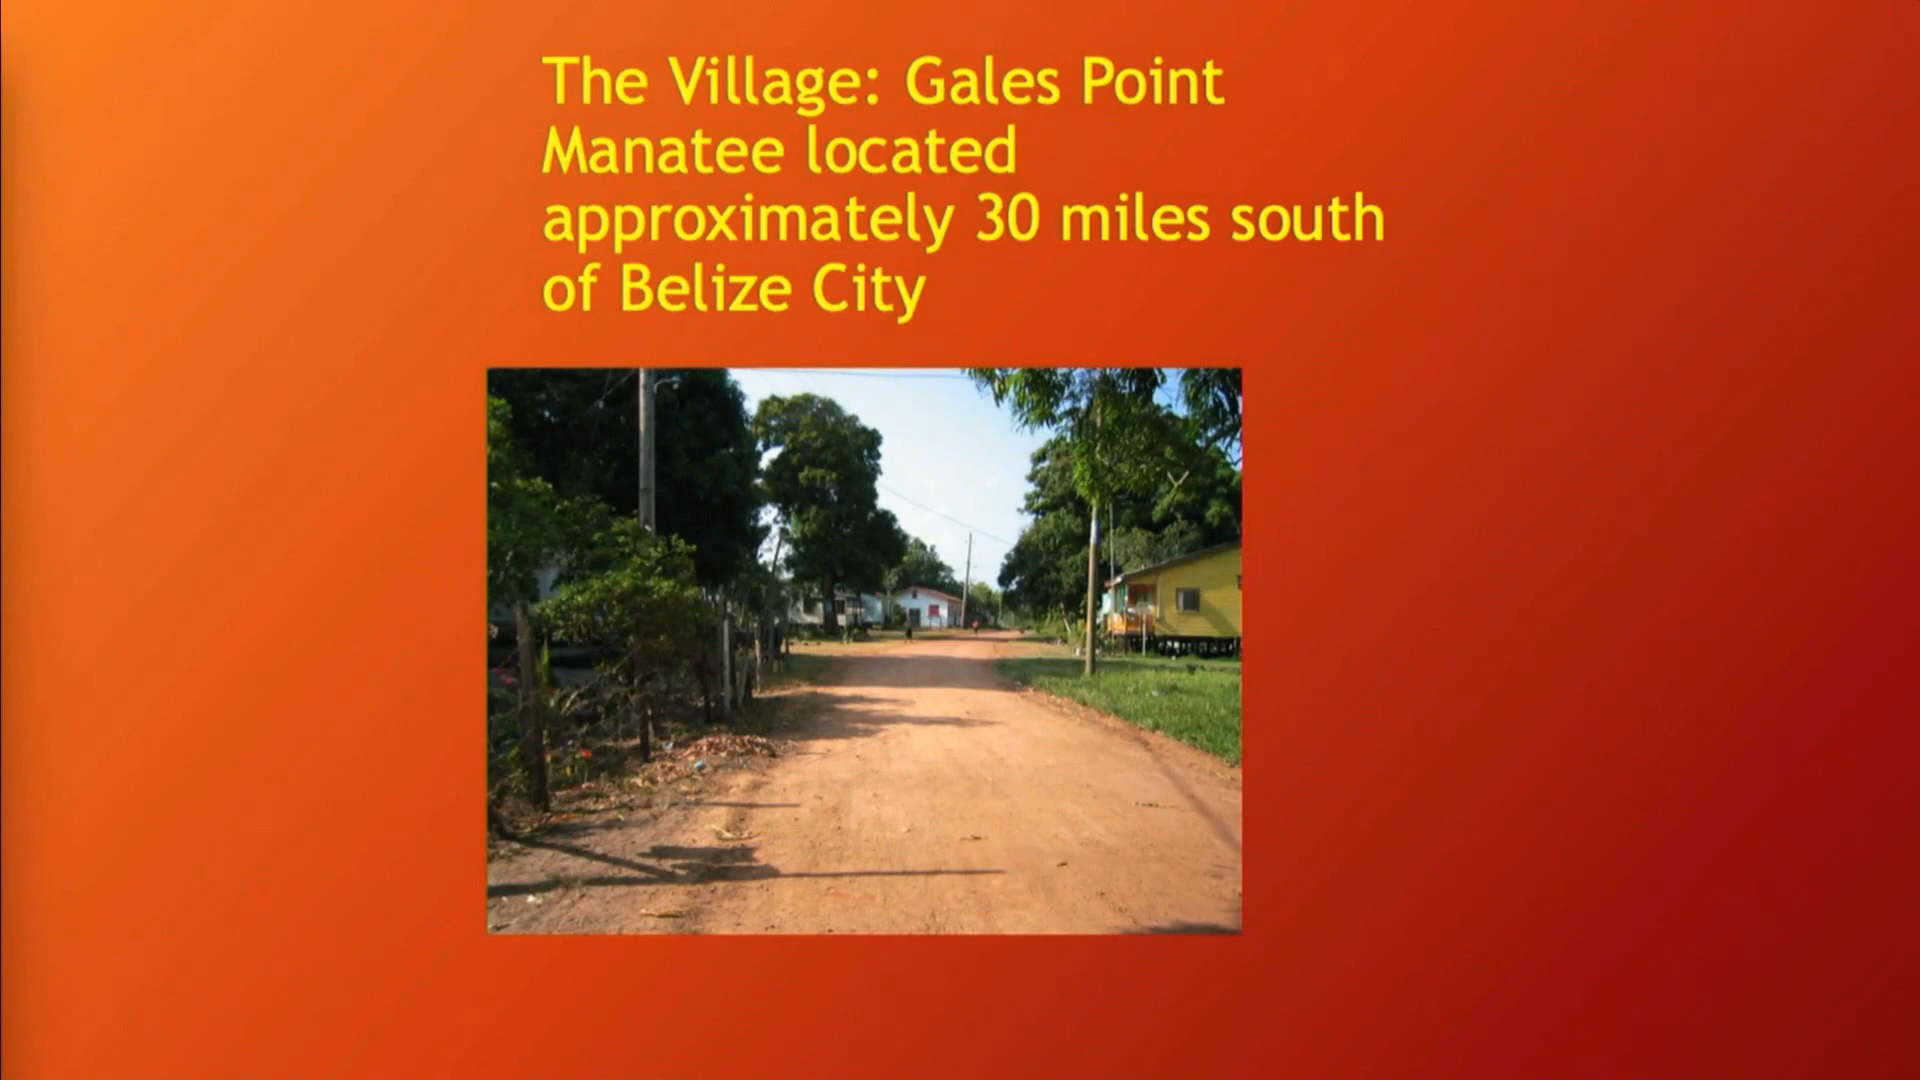 The Village: Gales Point
Manatee located
approximately 30 miles south
of Belize City